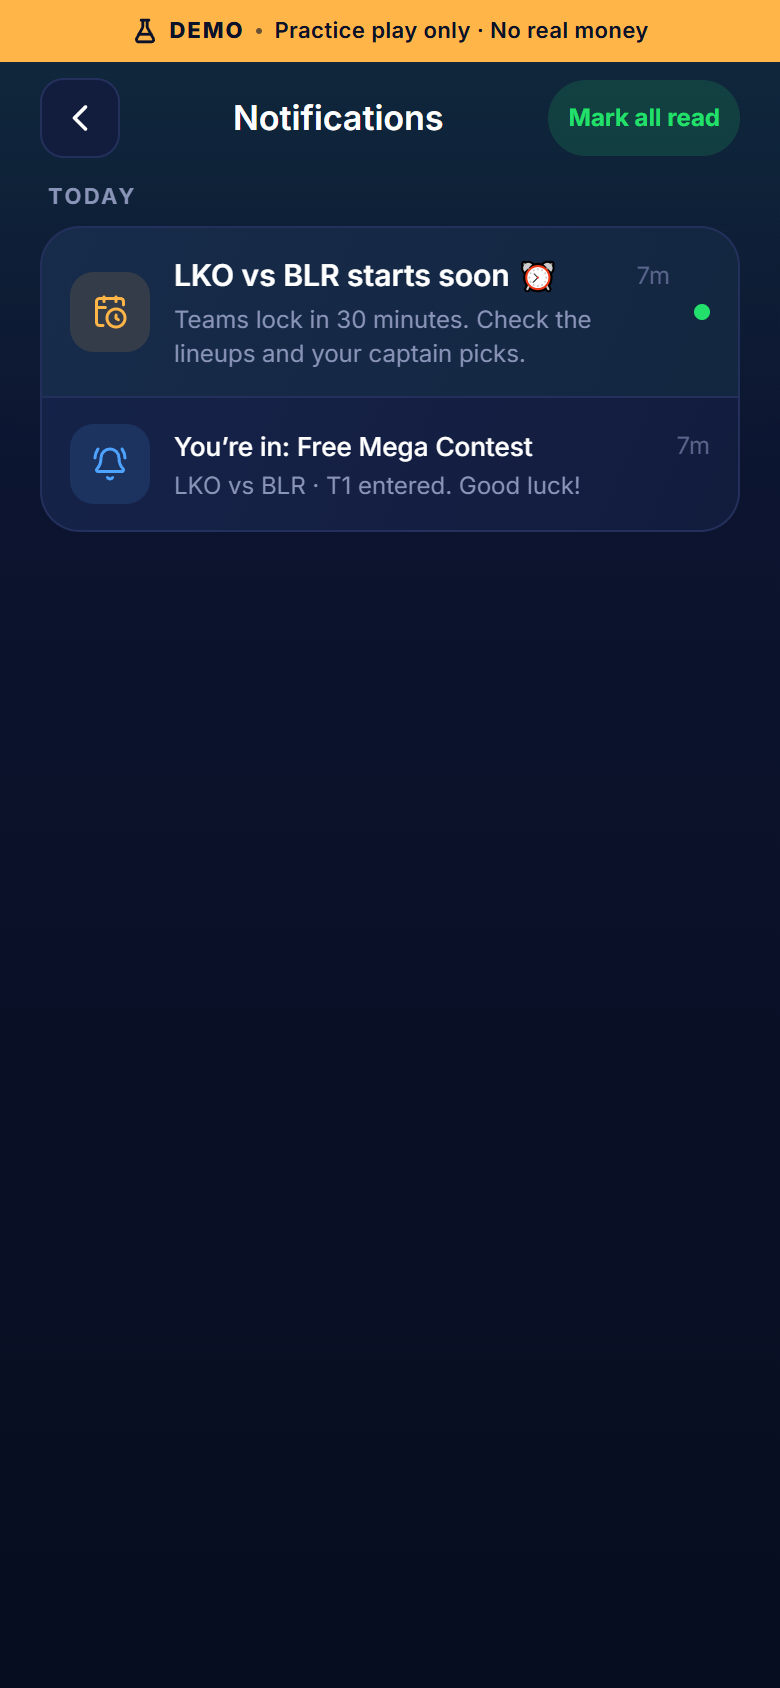 DEMO • Practice play only · No real money
Notifications
Mark all read
TODAY
LKO vs BLR starts soon ⏰
7m
Teams lock in 30 minutes. Check the
lineups and your captain picks.
You’re in: Free Mega Contest
7m
LKO vs BLR · T1 entered. Good luck!